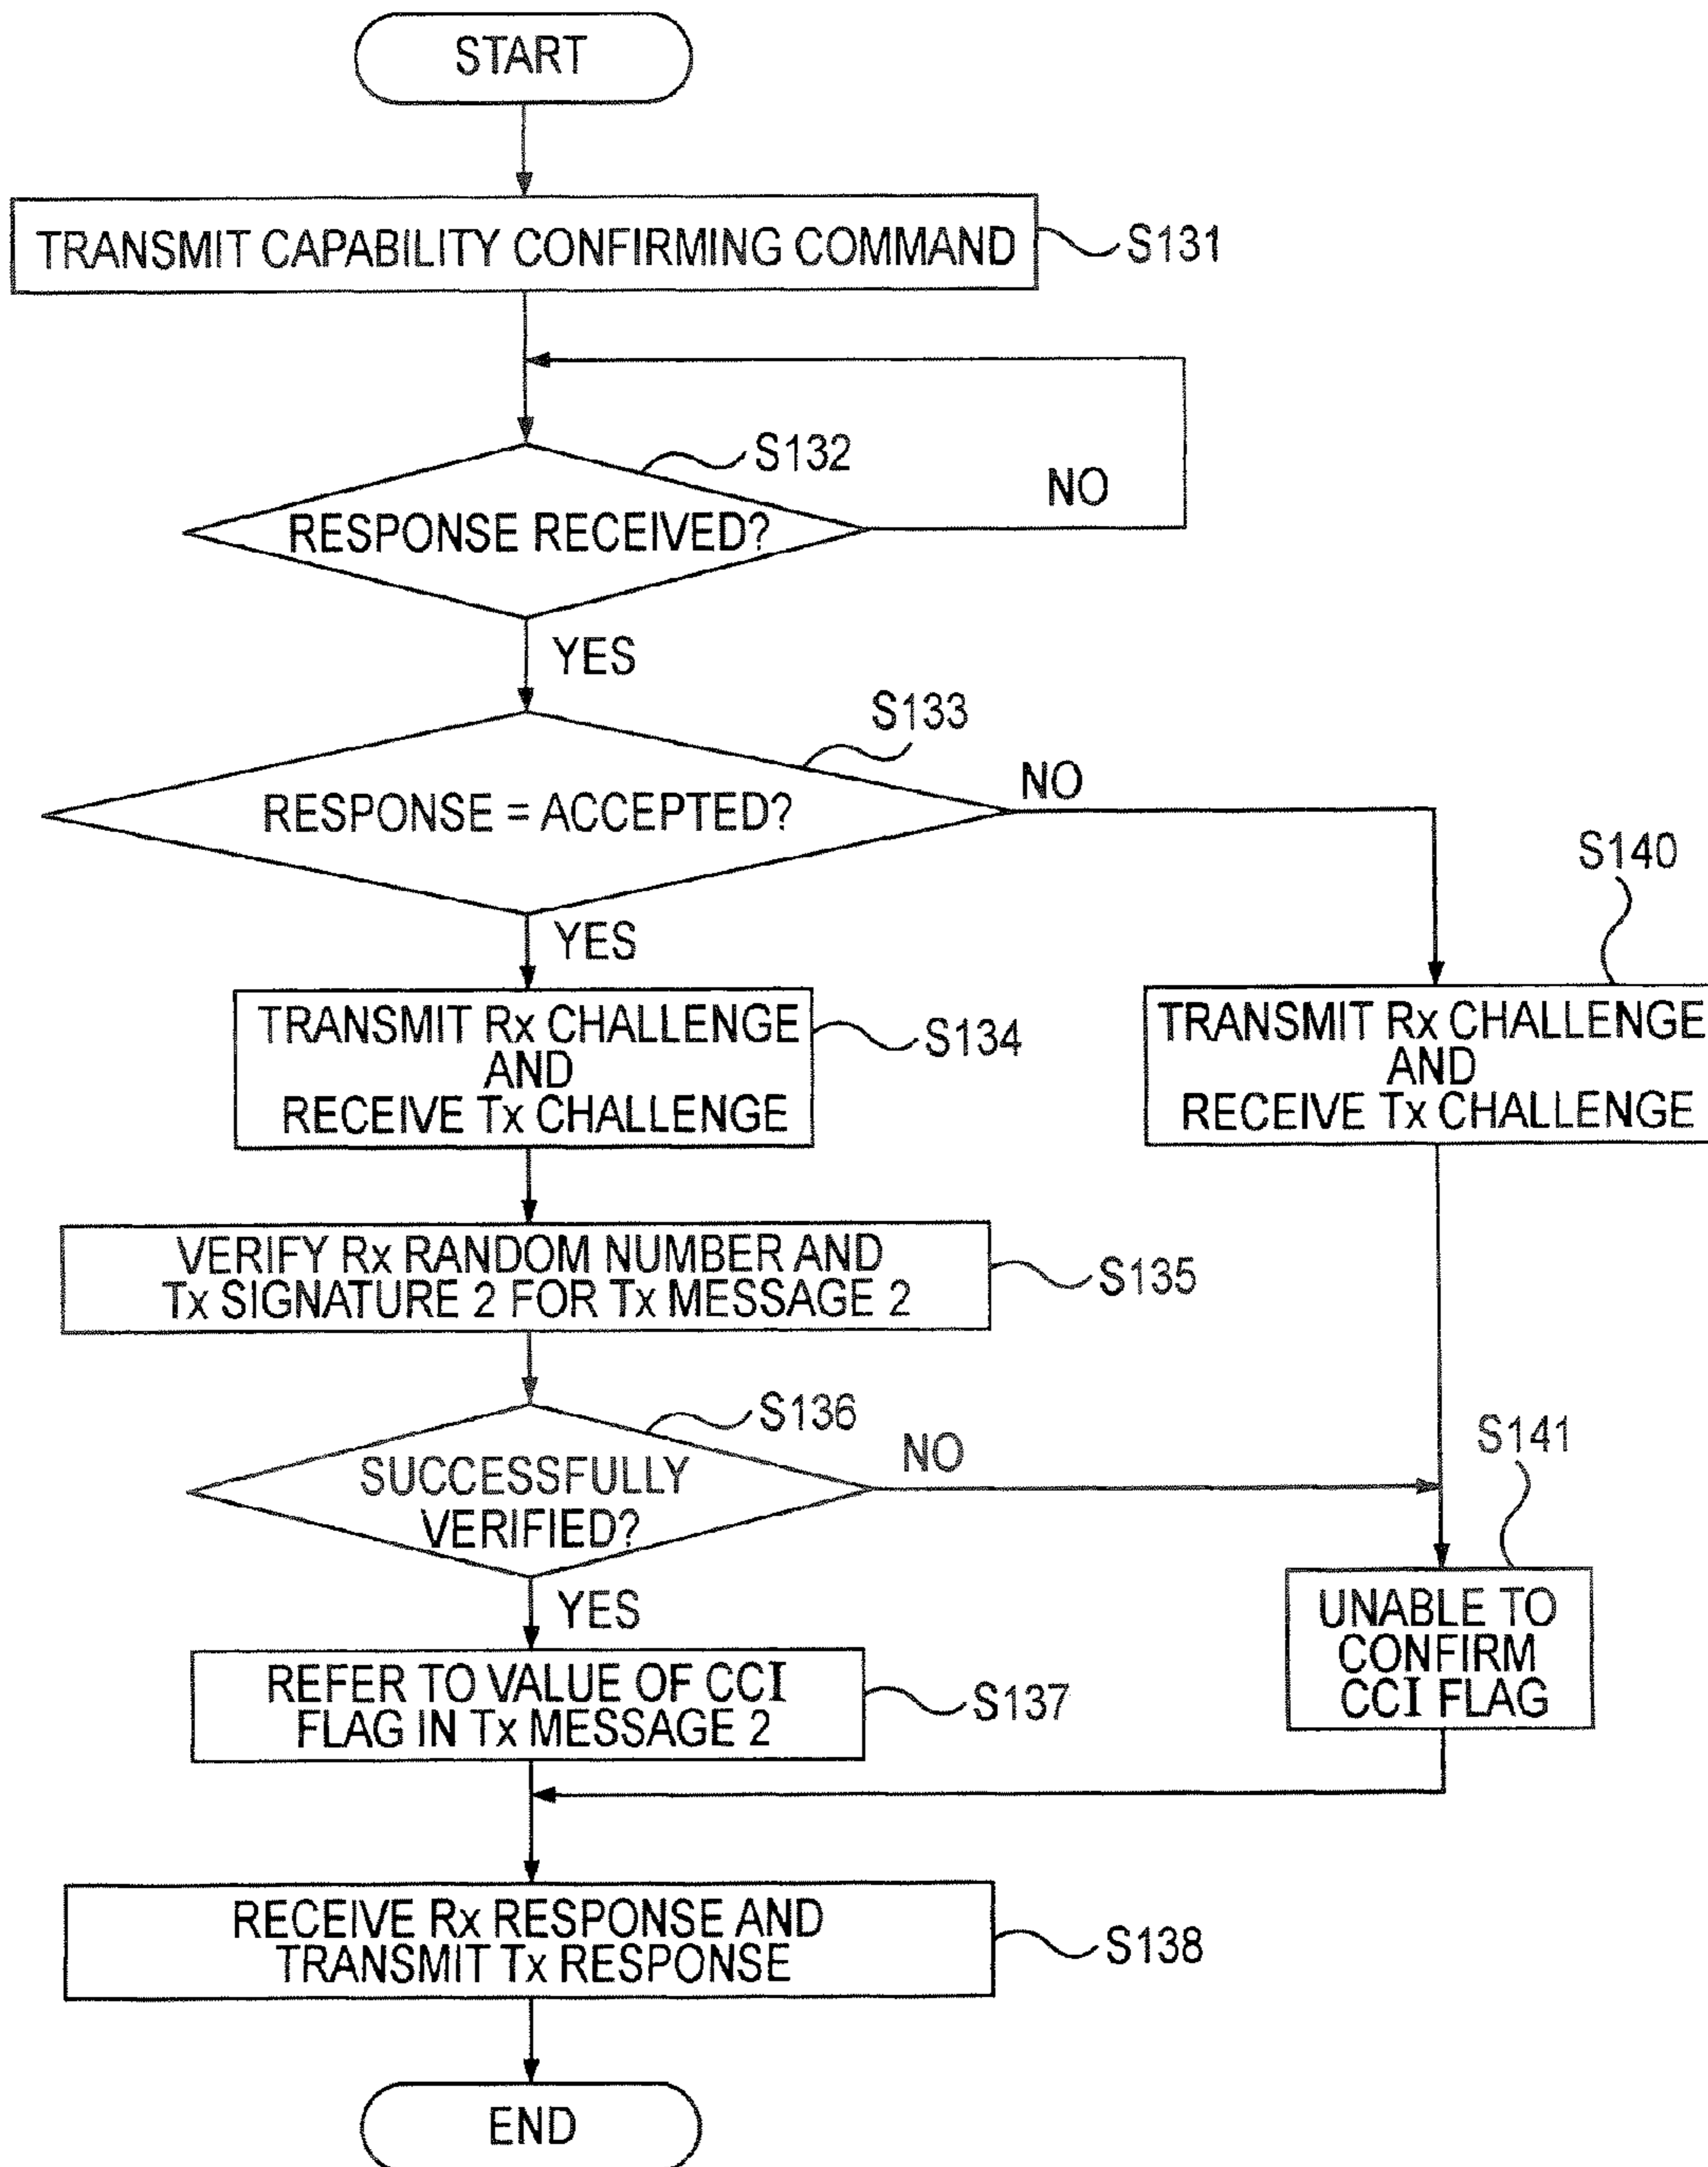 START
TRANSMIT CAPABILITY CONFIRMING COMMAND
S131
S132
NO
RESPONSE RECEIVED?
YES
S133
NO
RESPONSE = ACCEPTED?
S140
YES
TRANSMIT Rx CHALLENGE
AND
RECEIVE Tx CHALLENGE
S134
TRANSMIT Rx CHALLENGE
AND
RECEIVE Tx CHALLENGE
VERIFY Rx RANDOM NUMBER AND
Tx SIGNATURE 2 FOR Tx MESSAGE 2
S135
S136
NO
SUCCESSFULLY
VERIFIED?
S141
YES
UNABLE TO
CONFIRM
CCI FLAG
REFER TO VALUE OF CCI
FLAG IN Tx MESSAGE 2
S137
RECEIVE Rx RESPONSE AND
TRANSMIT Tx RESPONSE
S138
END